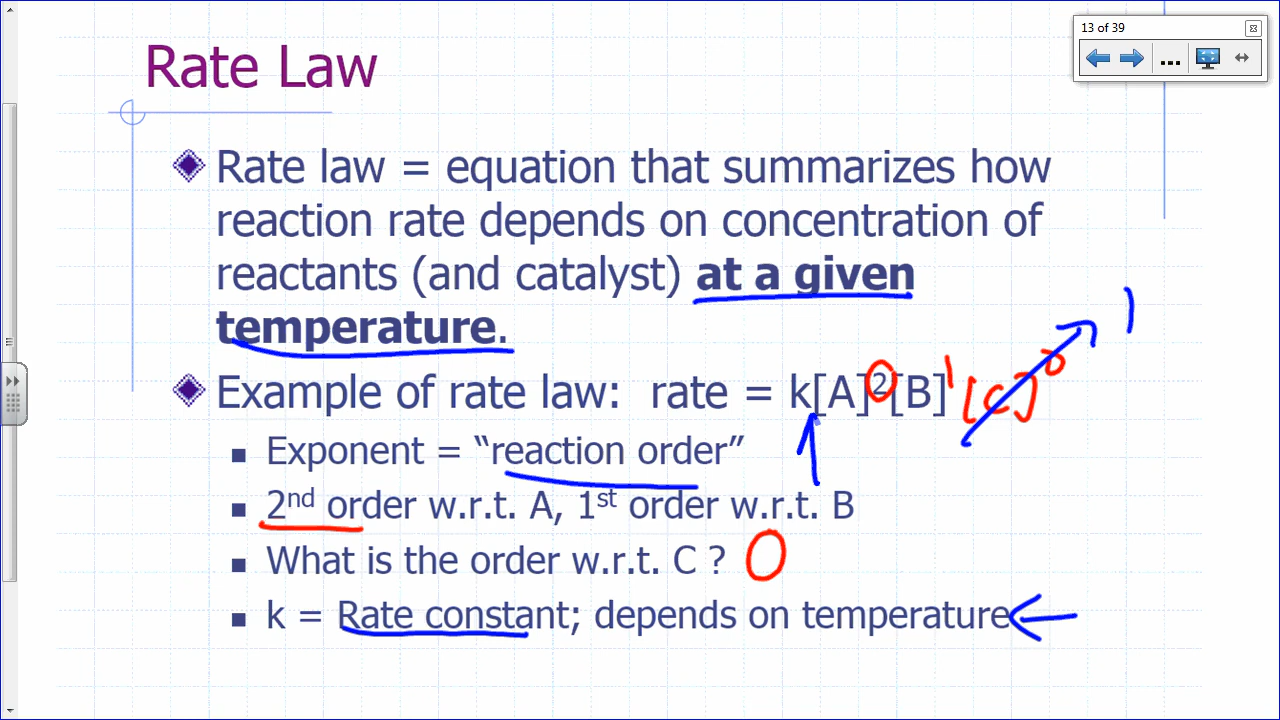 13 of 39
Rate Law
Rate law = equation that summarizes how
reaction rate depends on concentration of
reactants (and catalyst) at a given
temperature.
Example of rate law:  rate = k[A]²[B]¹[C]⁰ 1
Exponent = “reaction order”
2nd order w.r.t. A, 1st order w.r.t. B
What is the order w.r.t. C ? 0
k = Rate constant; depends on temperature